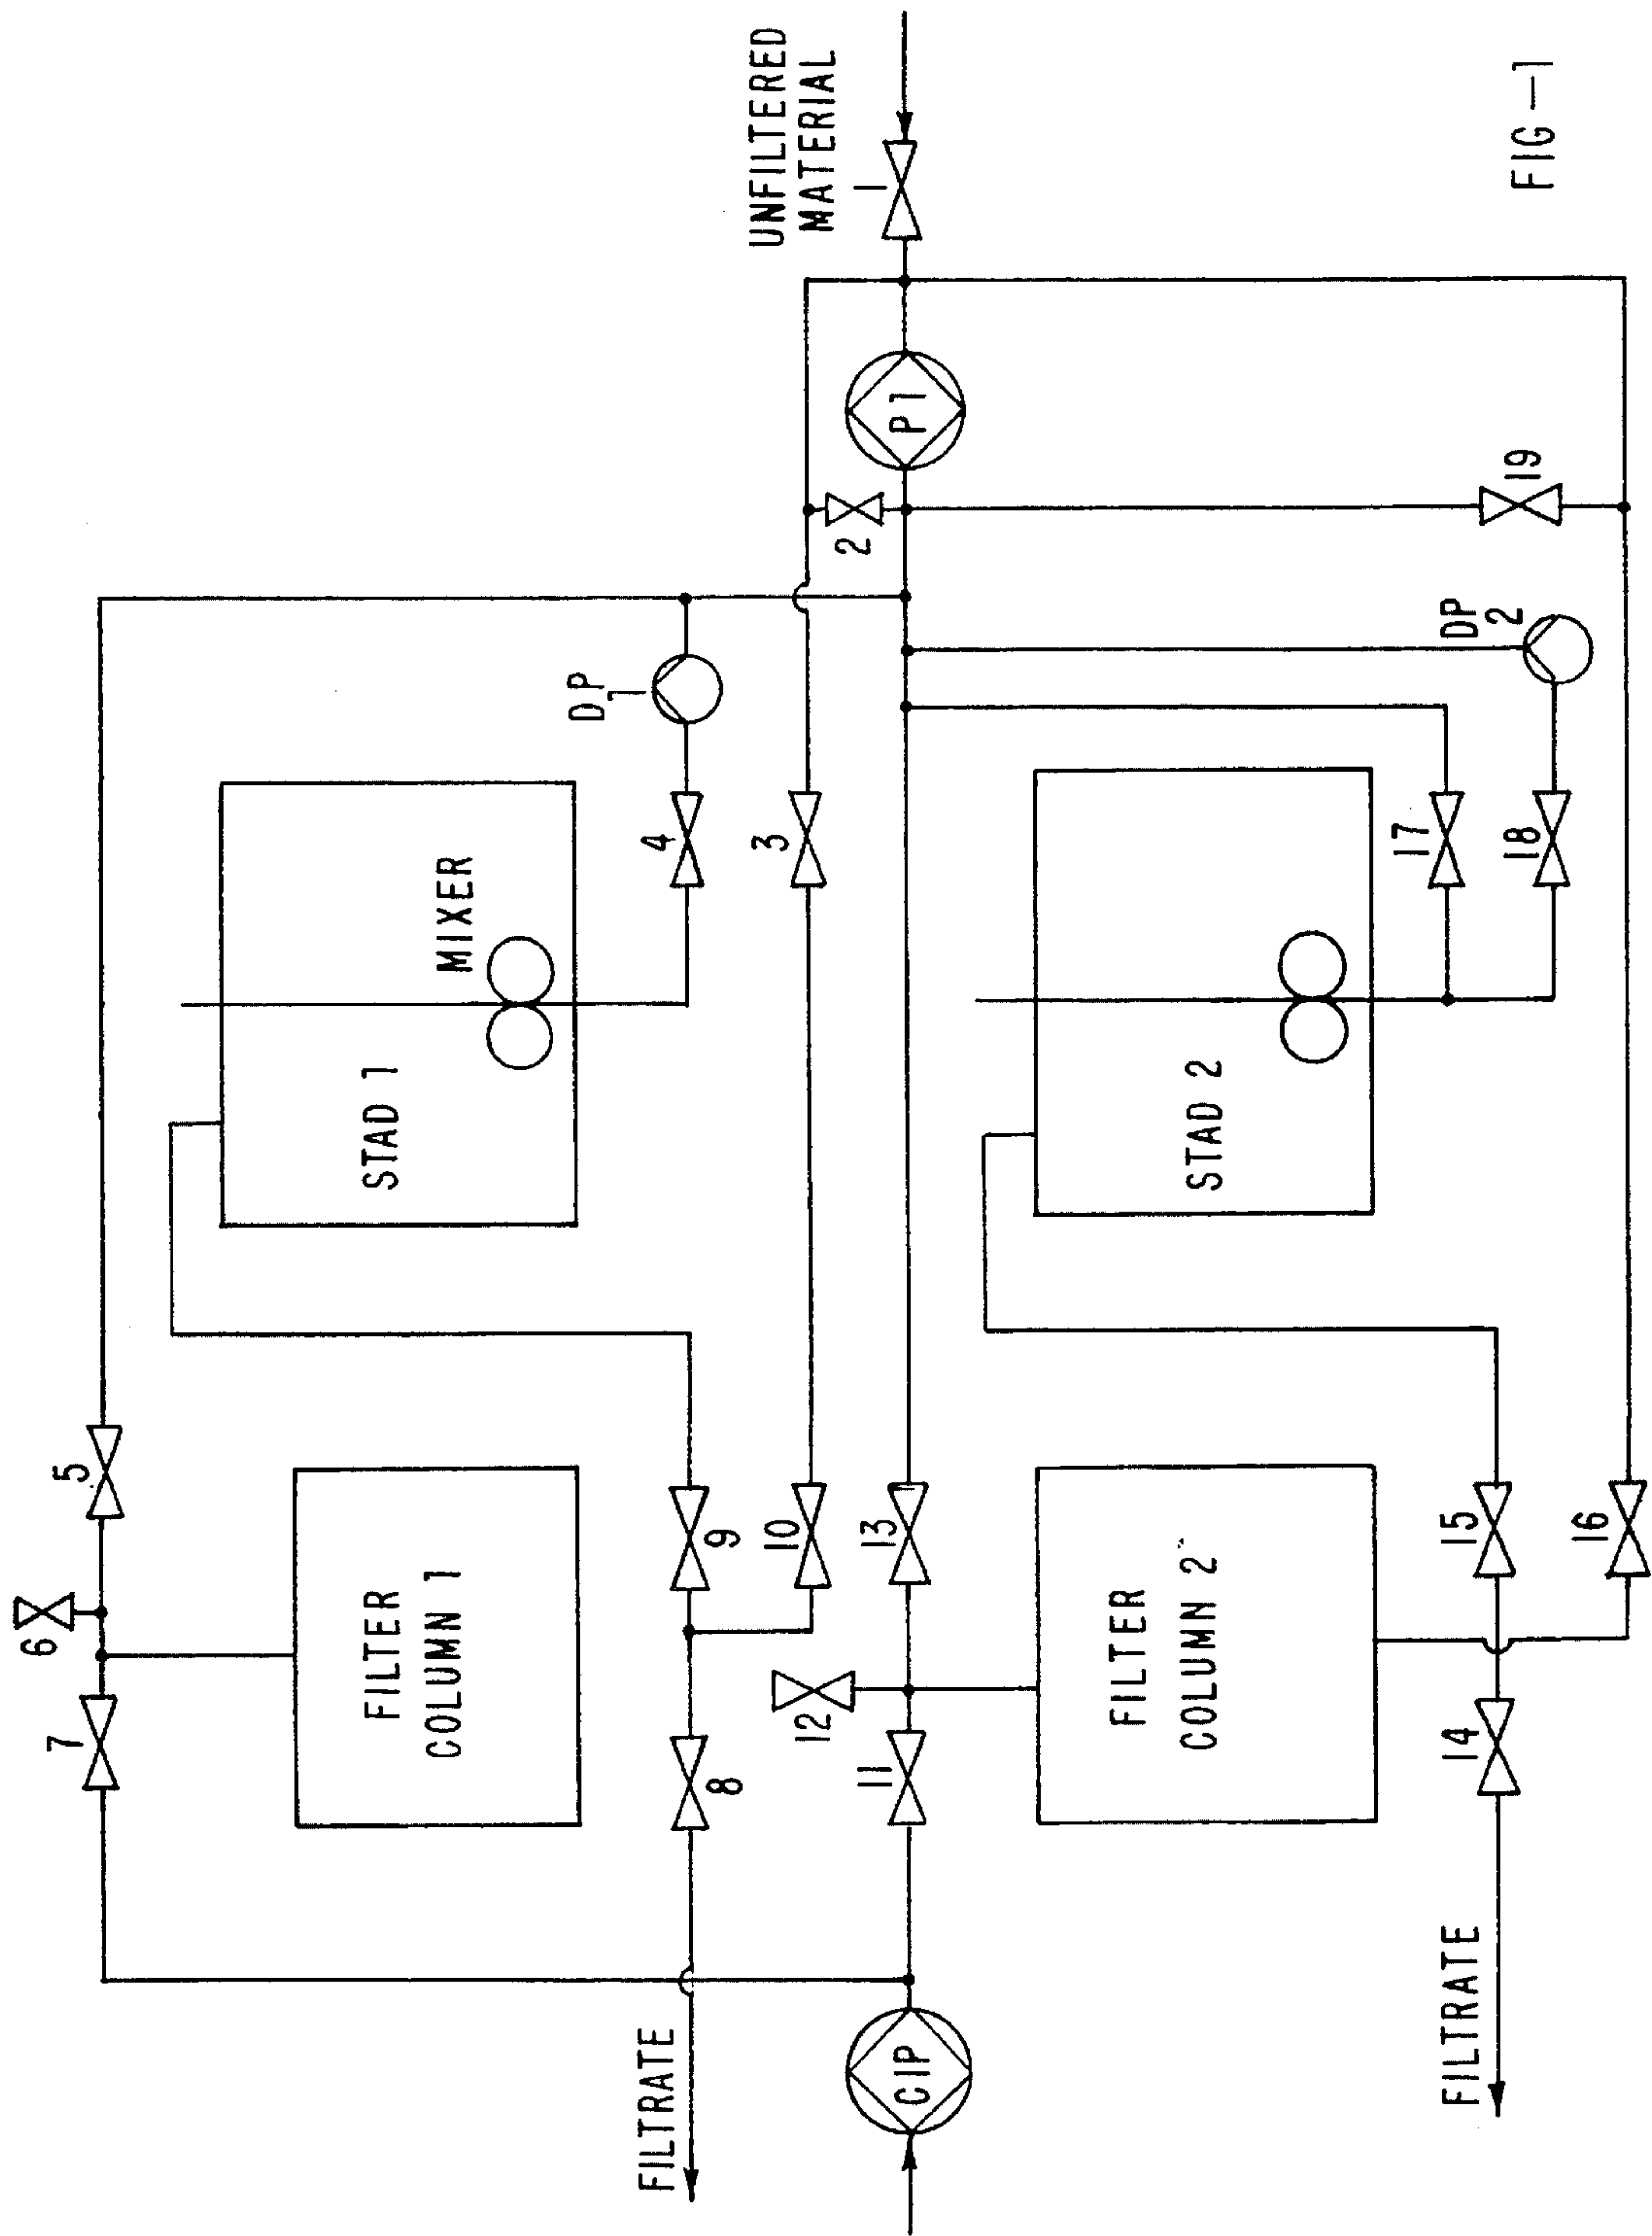 FIG-1
UNFILTERED
MATERIAL
1
P1
2
19
DP
1
DP
2
4
3
17
18
MIXER
STAD 1
STAD 2
5
6
7
9
10
13
15
16
FILTER
COLUMN 1
FILTER
COLUMN 2
8
12
11
14
FILTRATE
CIP
FILTRATE